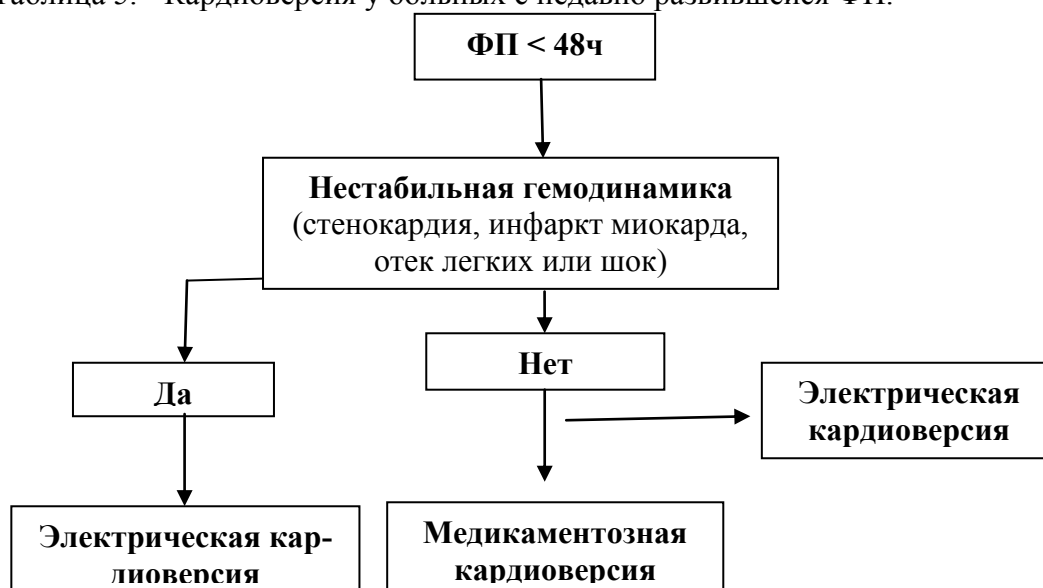 Таблица 5. Кардиоверсия у больных с недавно развившейся ФП.
ФП < 48ч
Нестабильная гемодинамика
(стенокардия, инфаркт миокарда,
отек легких или шок)
Да
Нет
Электрическая
кардиоверсия
Электрическая кар-
диоверсия
Медикаментозная
кардиоверсия